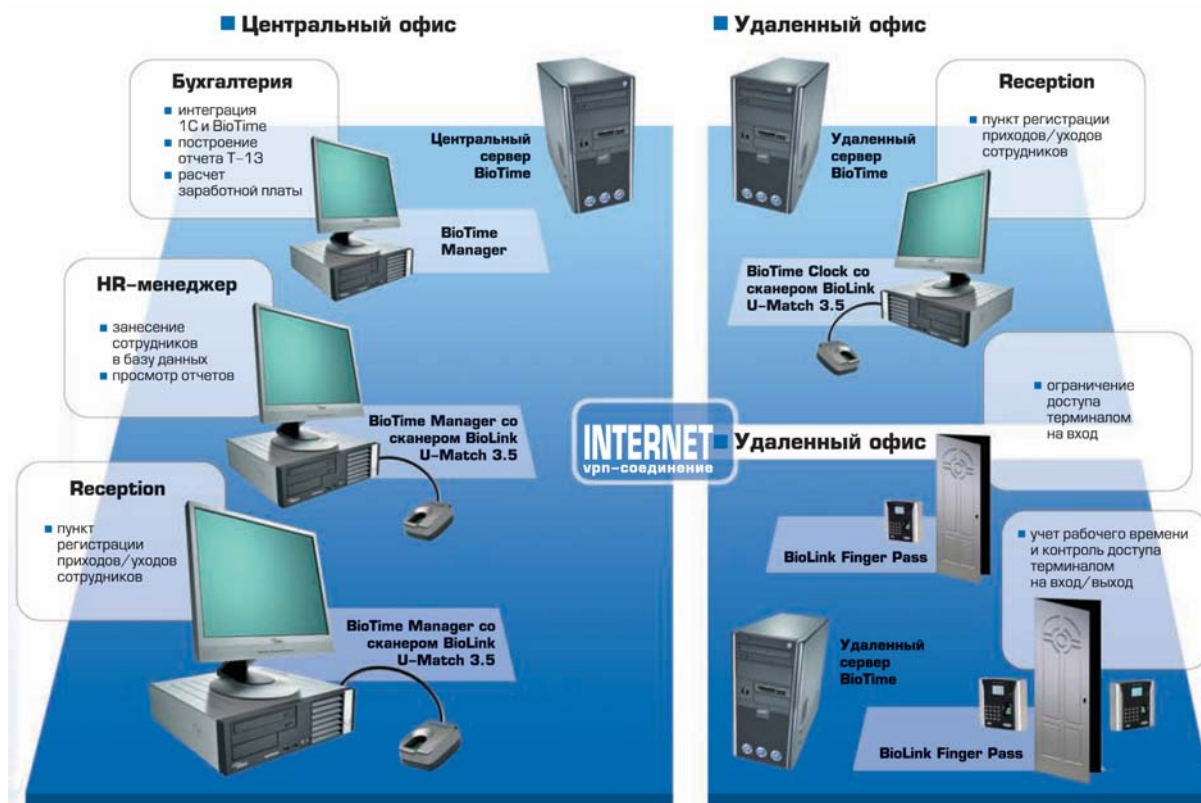 Центральный офис
Бухгалтерия
интеграция
1С и BioTime
построение
отчета Т-13
расчет
заработной платы
Центральный
сервер
BioTime
BioTime
Manager
HR-менеджер
занесение
сотрудников
в базу данных
просмотр отчетов
BioTime Manager со
сканером BioLink
U-Match 3.5
Reception
пункт
регистрации
приходов/уходов
сотрудников
BioTime Manager со
сканером BioLink
U-Match 3.5
INTERNET
vpn-соединение
Удаленный офис
Удаленный
сервер
BioTime
Reception
пункт регистрации
приходов/уходов
сотрудников
BioTime Clock со
сканером BioLink
U-Match 3.5
ограничение
доступа
терминалом
на вход
Удаленный офис
BioLink Finger Pass
учет рабочего времени
и контроль доступа
терминалом
на вход/выход
Удаленный
сервер
BioTime
BioLink Finger Pass